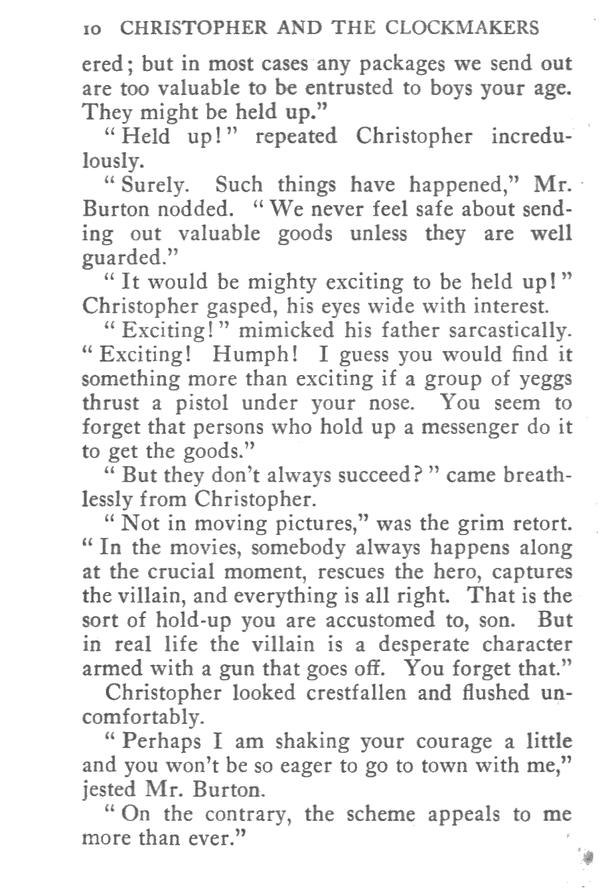 10 CHRISTOPHER AND THE CLOCKMAKERS
ered; but in most cases any packages we send out
are too valuable to be entrusted to boys your age.
They might be held up.”
“Held up!” repeated Christopher incredu-
lously.
“Surely. Such things have happened,” Mr.
Burton nodded. “We never feel safe about send-
ing out valuable goods unless they are well
guarded.”
“It would be mighty exciting to be held up!”
Christopher gasped, his eyes wide with interest.
“Exciting!” mimicked his father sarcastically.
“Exciting! Humph! I guess you would find it
something more than exciting if a group of yeggs
thrust a pistol under your nose. You seem to
forget that persons who hold up a messenger do it
to get the goods.”
“But they don’t always succeed?” came breath-
lessly from Christopher.
“Not in moving pictures,” was the grim retort.
“In the movies, somebody always happens along
at the crucial moment, rescues the hero, captures
the villain, and everything is all right. That is the
sort of hold-up you are accustomed to, son. But
in real life the villain is a desperate character
armed with a gun that goes off. You forget that.”
Christopher looked crestfallen and flushed un-
comfortably.
“Perhaps I am shaking your courage a little
and you won’t be so eager to go to town with me,”
jested Mr. Burton.
“On the contrary, the scheme appeals to me
more than ever.”